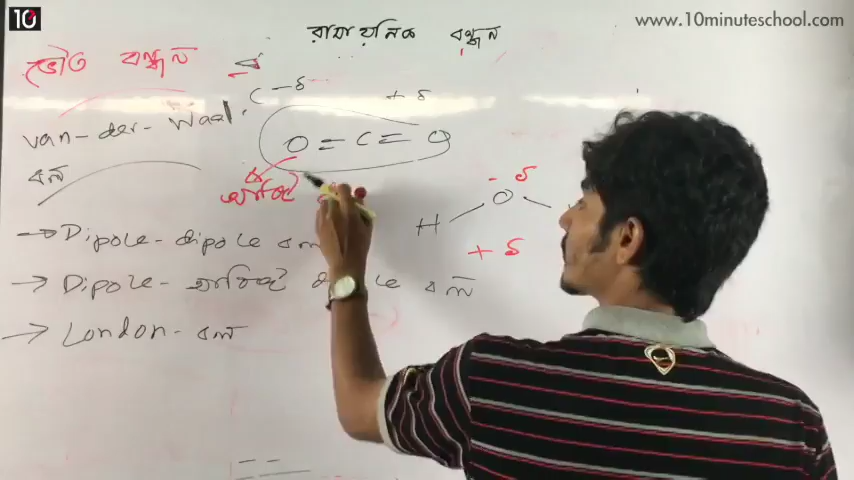 10
www.10minuteschool.com
রাসায়নিক বন্ধন
ভৌত বন্ধন
van-der-Waal
বল
-δ
+δ
O=C=O
আবিষ্ট
-δ
O
H
+δ
→ Dipole-dipole বল
→ Dipole-আবিষ্ট
বল
→ London-বল